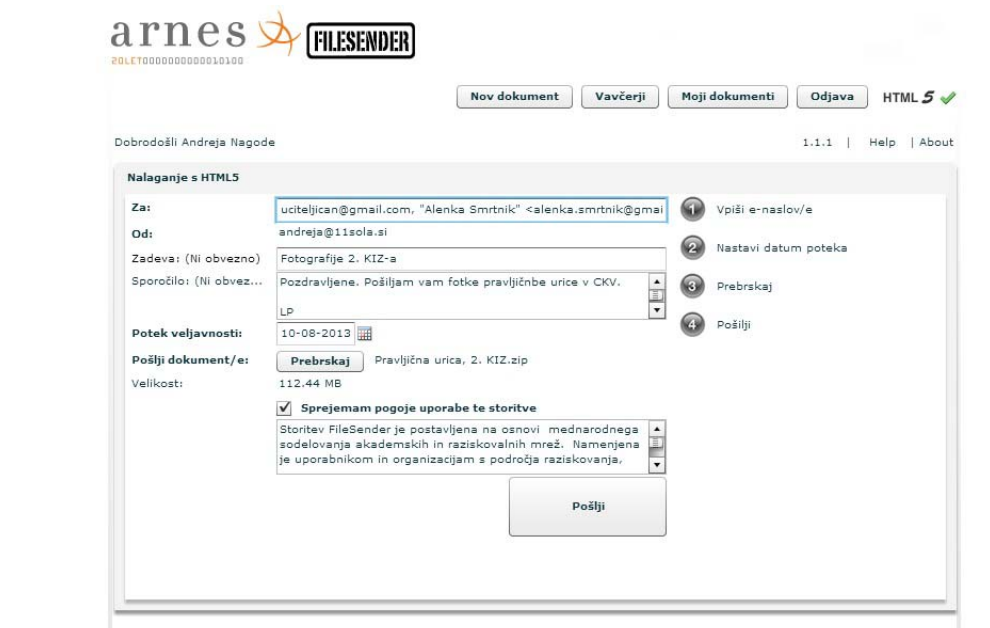 arnes FILESENDER
20LET0000000000010100
Nov dokument Vavčerji Moji dokumenti Odjava HTML 5
Dobrodošli Andreja Nagode 1.1.1 | Help | About
Nalaganje s HTML5
Za: uciteljican@gmail.com, "Alenka Smrtnik" <alenka.smrtnik@gmai
1 Vpiši e-naslov/e
Od: andreja@11sola.si
2 Nastavi datum poteka
Zadeva: (Ni obvezno) Fotografije 2. KIZ-a
Sporočilo: (Ni obvez... Pozdravljene. Pošiljam vam fotke pravljičnbe urice v CKV.
3 Prebrskaj
LP
4 Pošilji
Potek veljavnosti: 10-08-2013
Pošlji dokument/e: Prebrskaj Pravljična urica, 2. KIZ.zip
Velikost: 112.44 MB
Sprejemam pogoje uporabe te storitve
Storitev FileSender je postavljena na osnovi mednarodnega
sodelovanja akademskih in raziskovalnih mrež. Namenjena
je uporabnikom in organizacijam s področja raziskovanja,
Pošlji